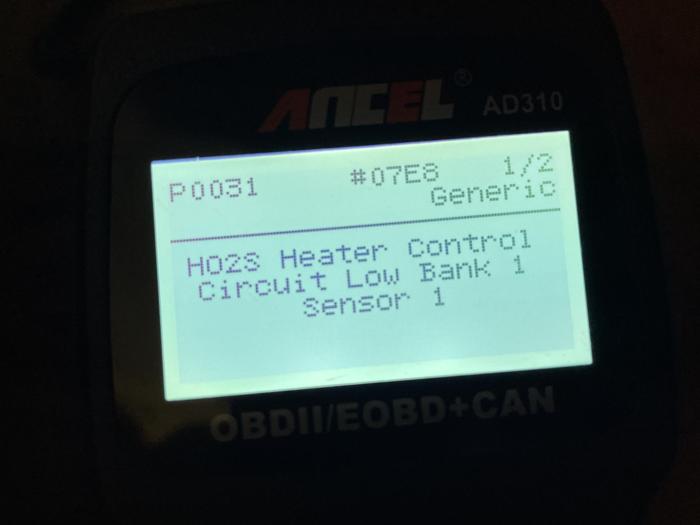 ANCEL® AD310
P0031 #07E8 1/2
Generic
HO2S Heater Control
Circuit Low Bank 1
Sensor 1
OBDII/EOBD+CAN